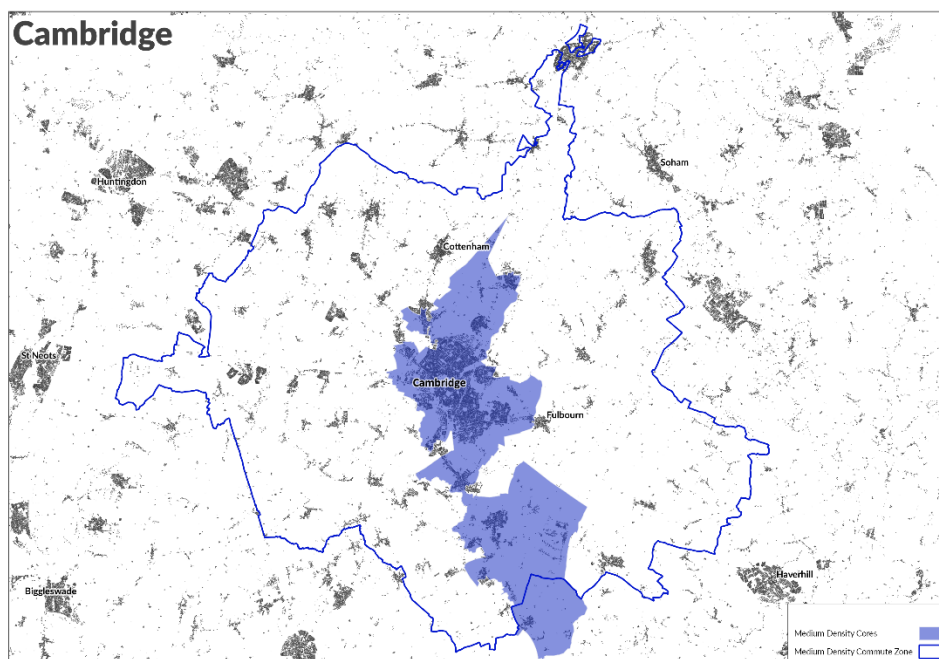 Cambridge
Huntingdon
Soham
Cottenham
St Neots
Cambridge
Fulbourn
Biggleswade
Haverhill
Medium Density Cores
Medium Density Commute Zone